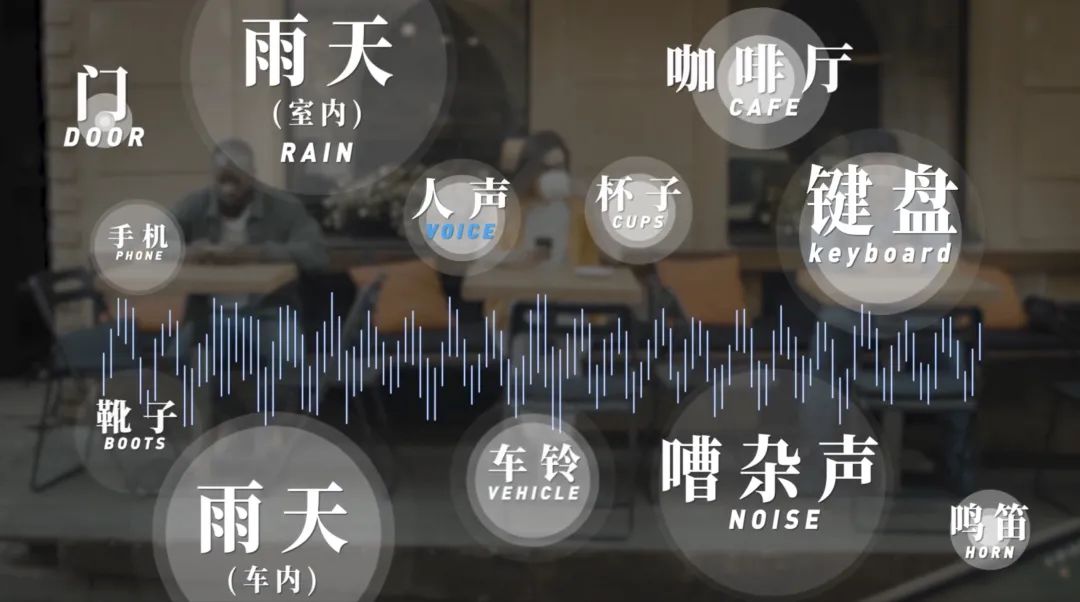 雨天
(室内)
RAIN
咖啡厅
CAFE
门
DOOR
人声
VOICE
杯子
CUPS
键盘
keyboard
手机
PHONE
靴子
BOOTS
车铃
VEHICLE
嘈杂声
NOISE
雨天
(车内)
鸣笛
HORN